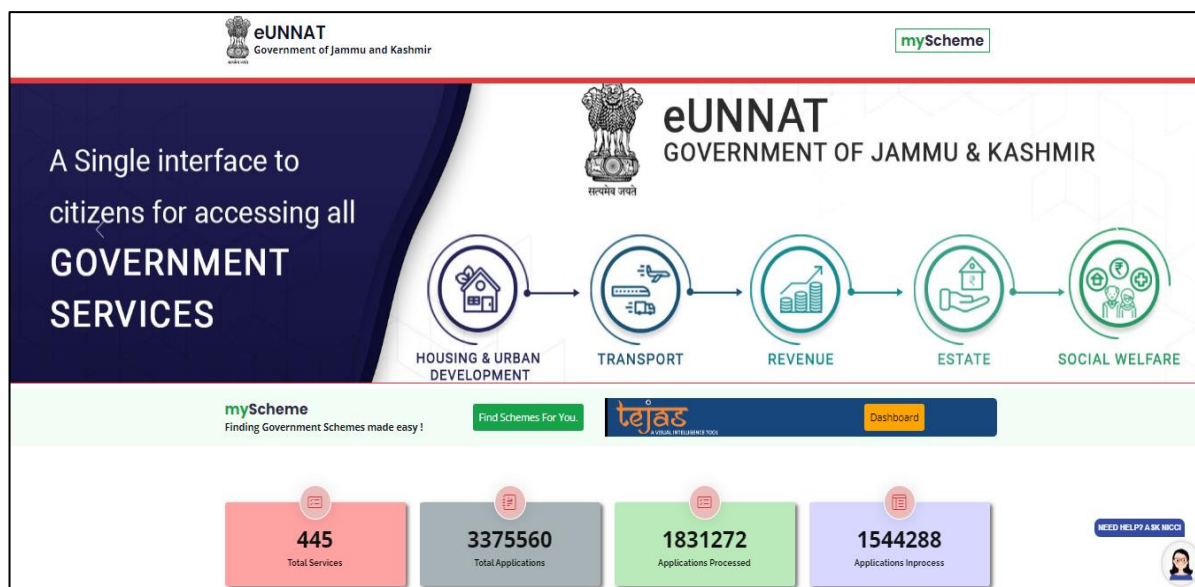 eUNNAT
Government of Jammu and Kashmir
myScheme
A Single interface to
citizens for accessing all
GOVERNMENT
SERVICES
सत्यमेव जयते
eUNNAT
GOVERNMENT OF JAMMU & KASHMIR
HOUSING & URBAN
DEVELOPMENT
TRANSPORT
REVENUE
ESTATE
SOCIAL WELFARE
myScheme
Finding Government Schemes made easy !
Find Schemes For You.
tejas
A VISUAL INTELLIGENCE TOOL
Dashboard
445
Total Services
3375560
Total Applications
1831272
Applications Processed
1544288
Applications Inprocess
NEED HELP? ASK NICCI